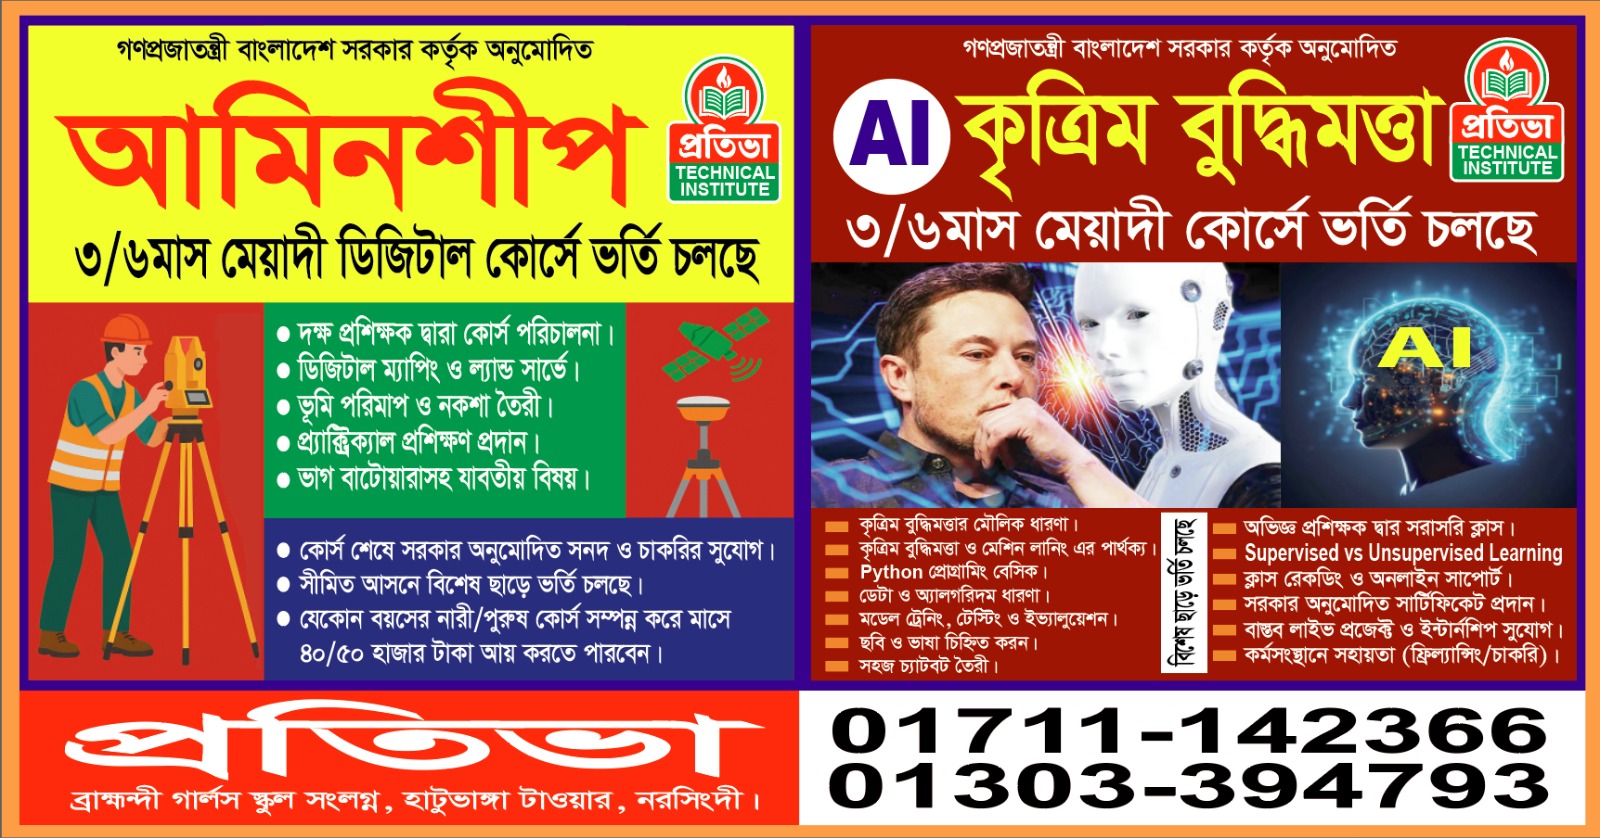 গণপ্রজাতন্ত্রী বাংলাদেশ সরকার কর্তৃক অনুমোদিত
আমিনশীপ
প্রতিভা
TECHNICAL
INSTITUTE
৩/৬মাস মেয়াদী ডিজিটাল কোর্সে ভর্তি চলছে
দক্ষ প্রশিক্ষক দ্বারা কোর্স পরিচালনা।
ডিজিটাল ম্যাপিং ও ল্যান্ড সার্ভে।
ভূমি পরিমাপ ও নকশা তৈরী।
প্র্যাক্ট্রিক্যাল প্রশিক্ষণ প্রদান।
ভাগ বাটোয়ারাসহ যাবতীয় বিষয়।
কোর্স শেষে সরকার অনুমোদিত সনদ ও চাকরির সুযোগ।
সীমিত আসনে বিশেষ ছাড়ে ভর্তি চলছে।
যেকোন বয়সের নারী/পুরুষ কোর্স সম্পন্ন করে মাসে
৪০/৫০ হাজার টাকা আয় করতে পারবেন।
গণপ্রজাতন্ত্রী বাংলাদেশ সরকার কর্তৃক অনুমোদিত
AI কৃত্রিম বুদ্ধিমত্তা
প্রতিভা
TECHNICAL
INSTITUTE
৩/৬মাস মেয়াদী কোর্সে ভর্তি চলছে
AI
কৃত্রিম বুদ্ধিমত্তার মৌলিক ধারণা।
কৃত্রিম বুদ্ধিমত্তা ও মেশিন লানিং এর পার্থক্য।
Python প্রোগ্রামিং বেসিক।
ডেটা ও অ্যালগরিদম ধারণা।
মডেল ট্রেনিং, টেস্টিং ও ইভ্যালুয়েশন।
ছবি ও ভাষা চিহ্নিত করন।
সহজ চ্যাটবট তৈরী।
বিশেষ ছাড়ে ভর্তি চলছে
অভিজ্ঞ প্রশিক্ষক দ্বার সরাসরি ক্লাস।
Supervised vs Unsupervised Learning
ক্লাস রেকডিং ও অনলাইন সাপোর্ট।
সরকার অনুমোদিত সার্টিফিকেট প্রদান।
বাস্তব লাইভ প্রজেক্ট ও ইন্টার্নশিপ সুযোগ।
কর্মসংস্থানে সহায়তা (ফ্রিল্যান্সিং/চাকরি)।
প্রতিভা
ব্রাহ্মন্দী গার্লস স্কুল সংলগ্ন, হাটুভাঙ্গা টাওয়ার, নরসিংদী।
01711-142366
01303-394793